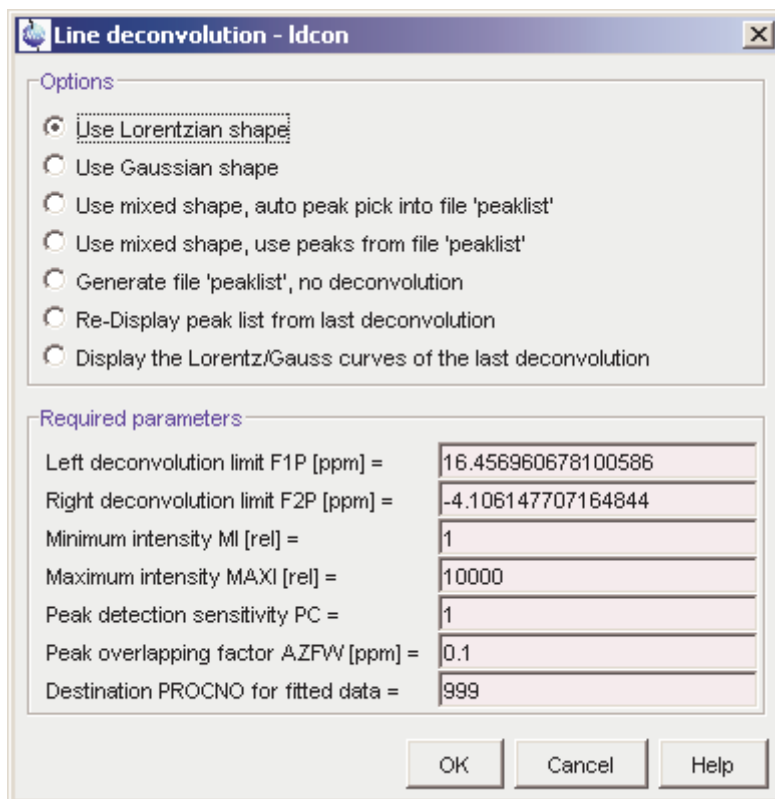 Line deconvolution - ldcon
Options
Use Lorentzian shape
Use Gaussian shape
Use mixed shape, auto peak pick into file 'peaklist'
Use mixed shape, use peaks from file 'peaklist'
Generate file 'peaklist', no deconvolution
Re-Display peak list from last deconvolution
Display the Lorentz/Gauss curves of the last deconvolution
Required parameters
Left deconvolution limit F1P [ppm] = 16.456960678100586
Right deconvolution limit F2P [ppm] = -4.106147707164844
Minimum intensity MI [rel] = 1
Maximum intensity MAXI [rel] = 10000
Peak detection sensitivity PC = 1
Peak overlapping factor AZFW [ppm] = 0.1
Destination PROCNO for fitted data = 999
OK Cancel Help